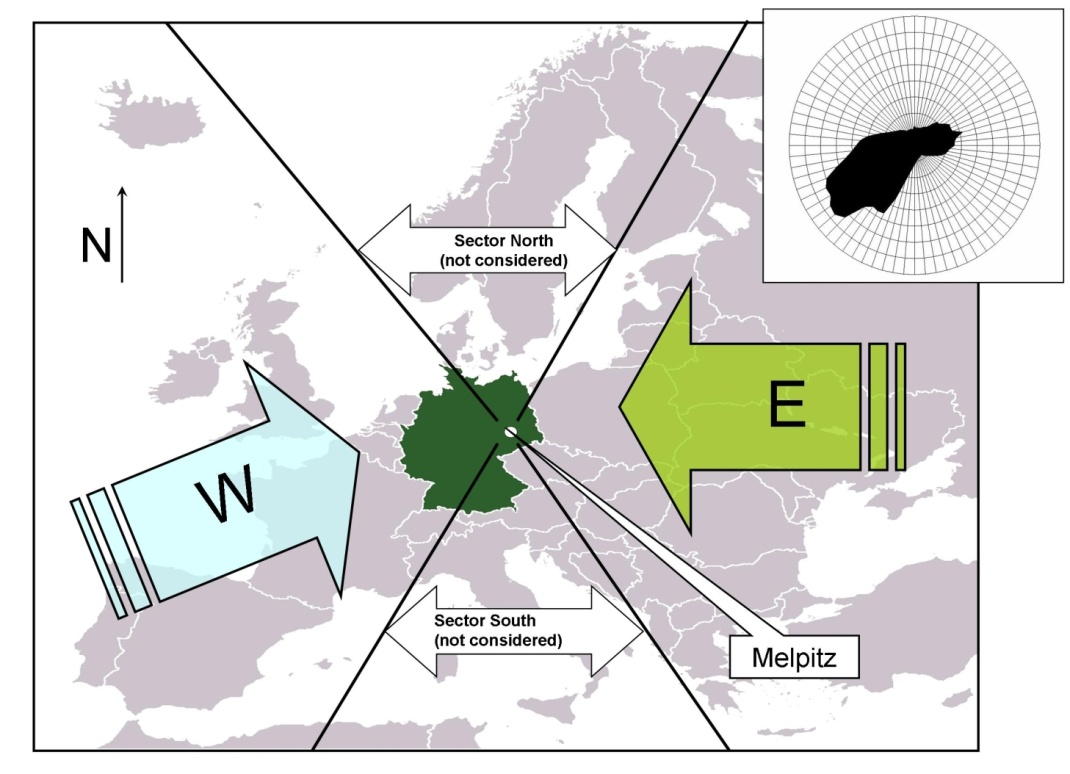 Sector North
(not considered)
N
E
W
Sector South
(not considered)
Melpitz